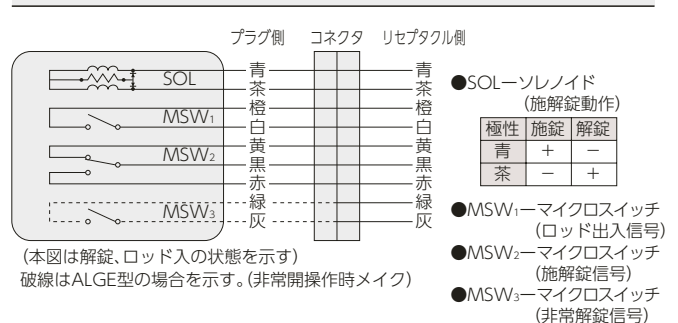 プラグ側 コネクタ リセプタクル側
SOL
MSW₁
MSW₂
MSW₃
青 青
茶 茶
橙 橙
白 白
黄 黄
黒 黒
赤 赤
緑 緑
灰 灰
(本図は解錠、ロッド入の状態を示す)
破線はALGE型の場合を示す。(非常開操作時メイク)
●SOLーソレノイド
(施解錠動作)
極性 施錠 解錠
青 + −
茶 − +
●MSW₁ーマイクロスイッチ
(ロッド出入信号)
●MSW₂ーマイクロスイッチ
(施解錠信号)
●MSW₃ーマイクロスイッチ
(非常解錠信号)